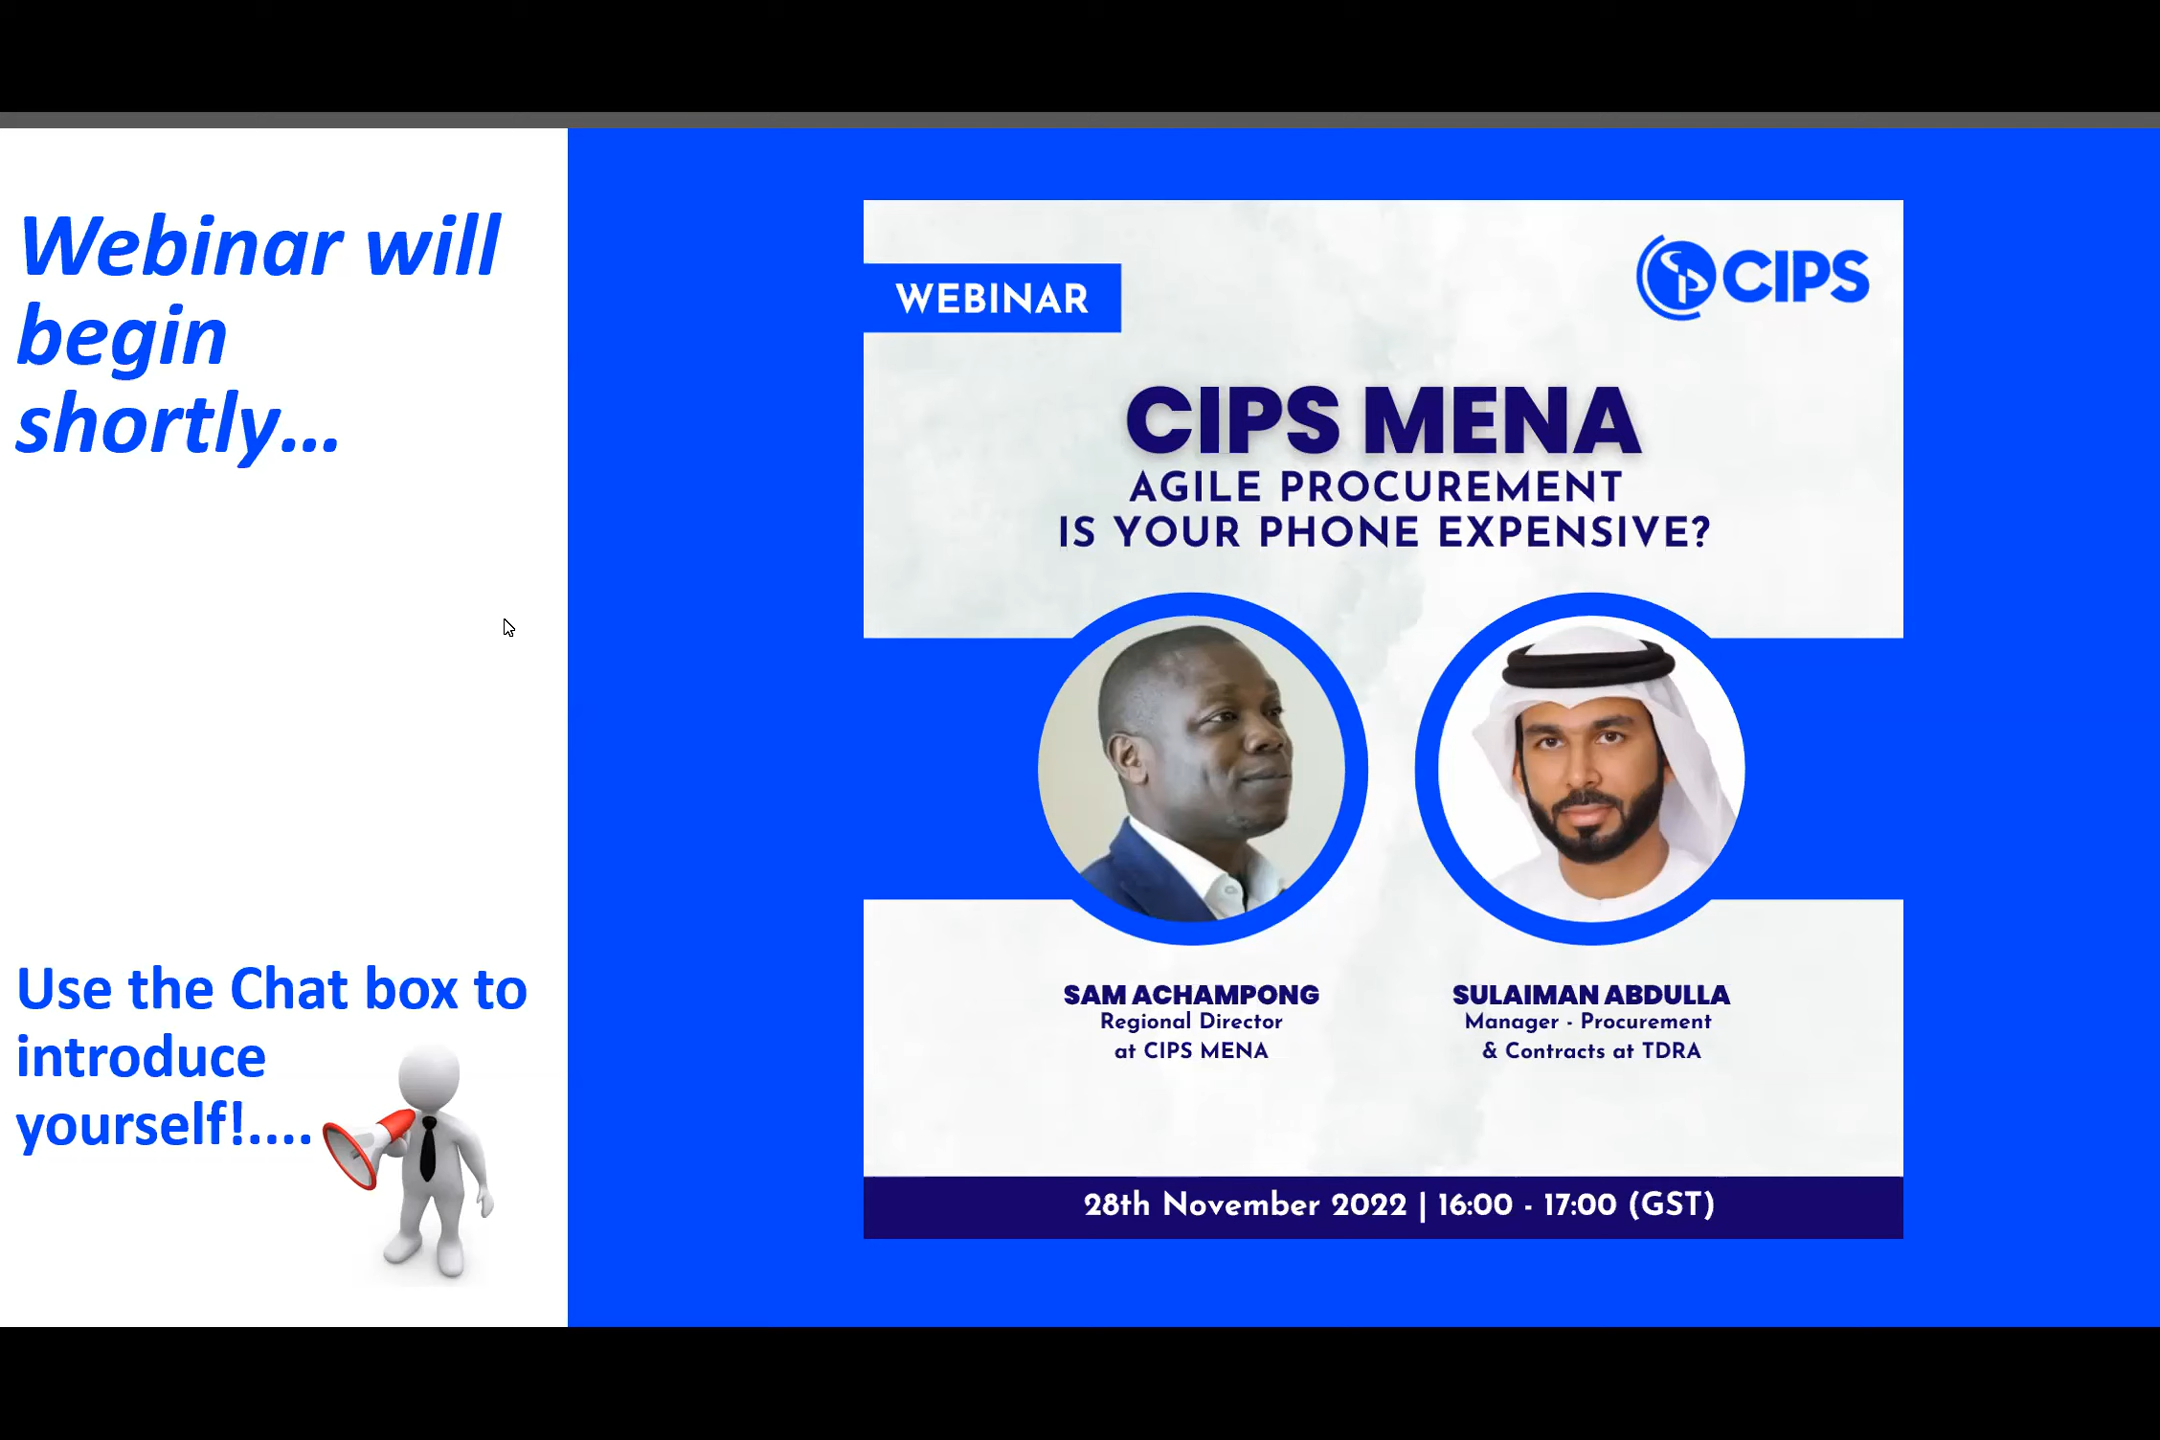 Webinar will
begin
shortly...
Use the Chat box to
introduce
yourself!....
WEBINAR
CIPS
CIPS MENA
AGILE PROCUREMENT
IS YOUR PHONE EXPENSIVE?
SAM ACHAMPONG
Regional Director
at CIPS MENA
SULAIMAN ABDULLA
Manager - Procurement
& Contracts at TDRA
28th November 2022 | 16:00 - 17:00 (GST)